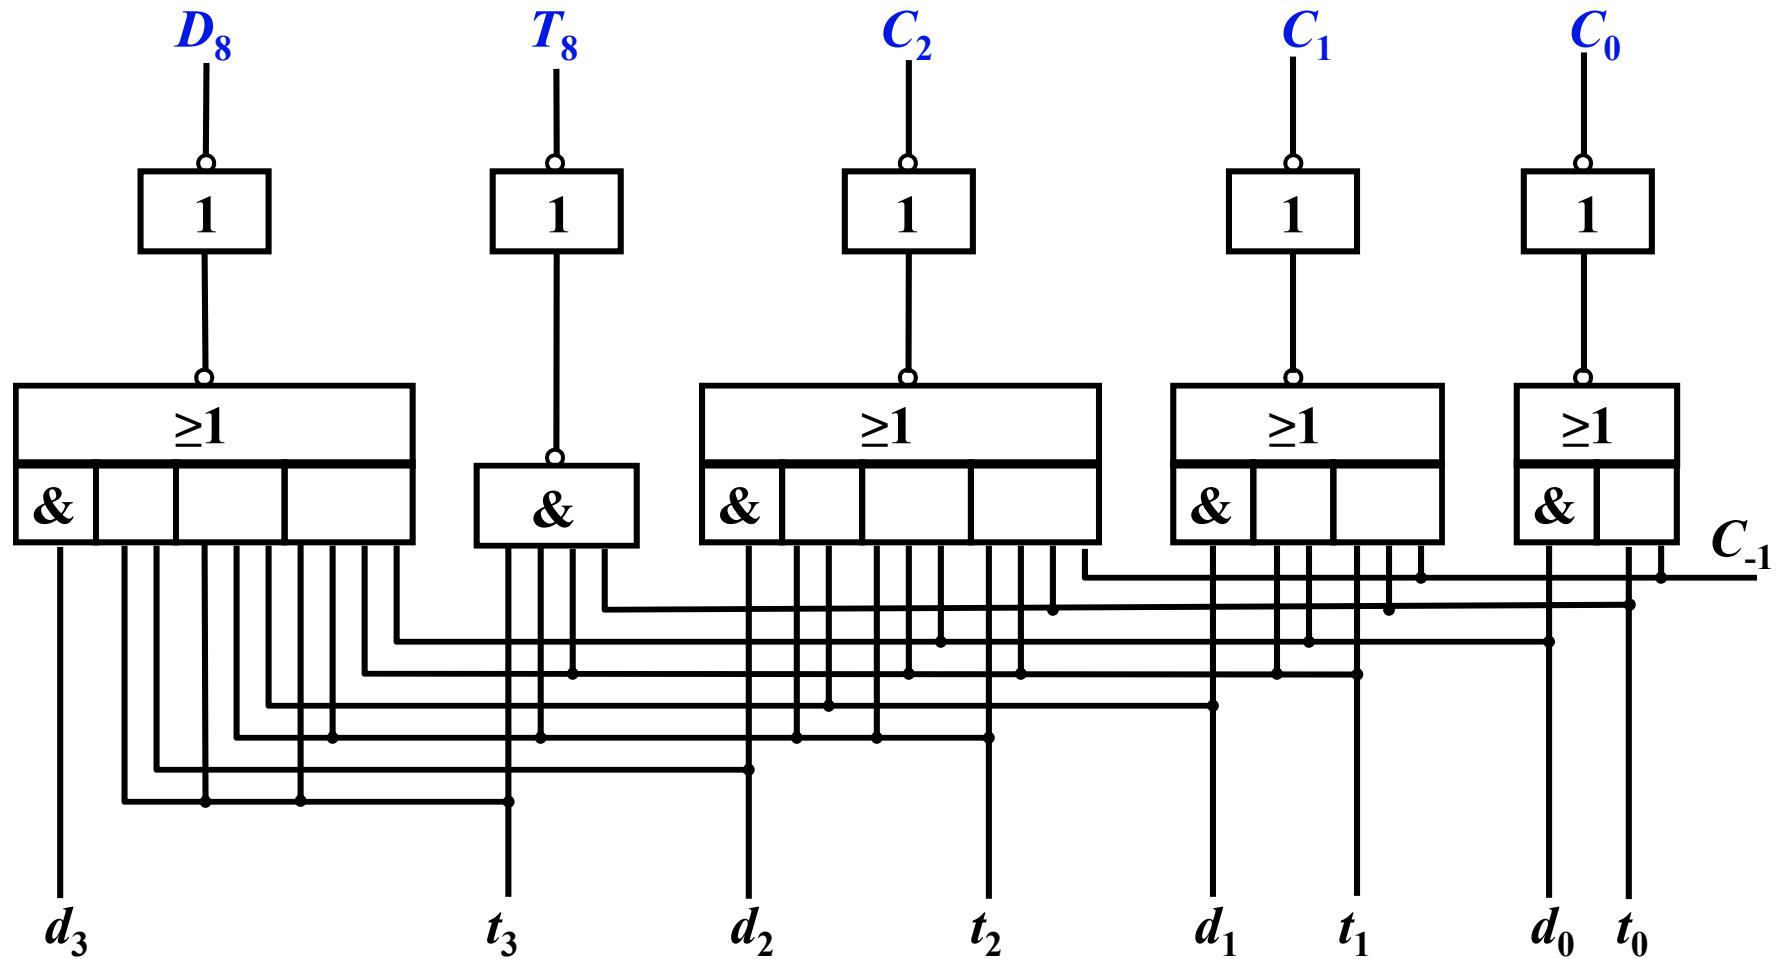 D8 T8 C2 C1 C0
1 1 1 1 1
≥1 ≥1 ≥1 ≥1
& & & & &
C-1
d3 t3 d2 t2 d1 t1 d0 t0